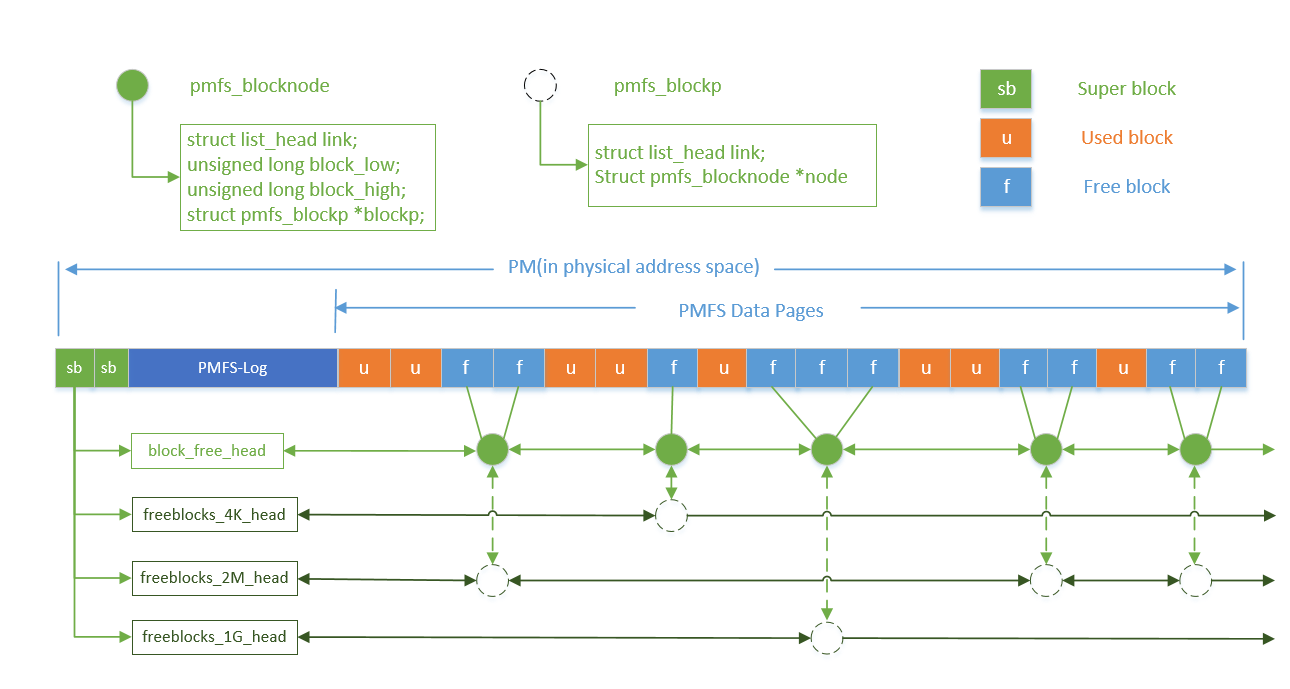 pmfs_blocknode
struct list_head link;
unsigned long block_low;
unsigned long block_high;
struct pmfs_blockp *blockp;
pmfs_blockp
struct list_head link;
Struct pmfs_blocknode *node
sb Super block
u Used block
f Free block
PM(in physical address space)
PMFS Data Pages
sb sb PMFS-Log u u f f u u f u f f f u u f f u f f
block_free_head
freeblocks_4K_head
freeblocks_2M_head
freeblocks_1G_head